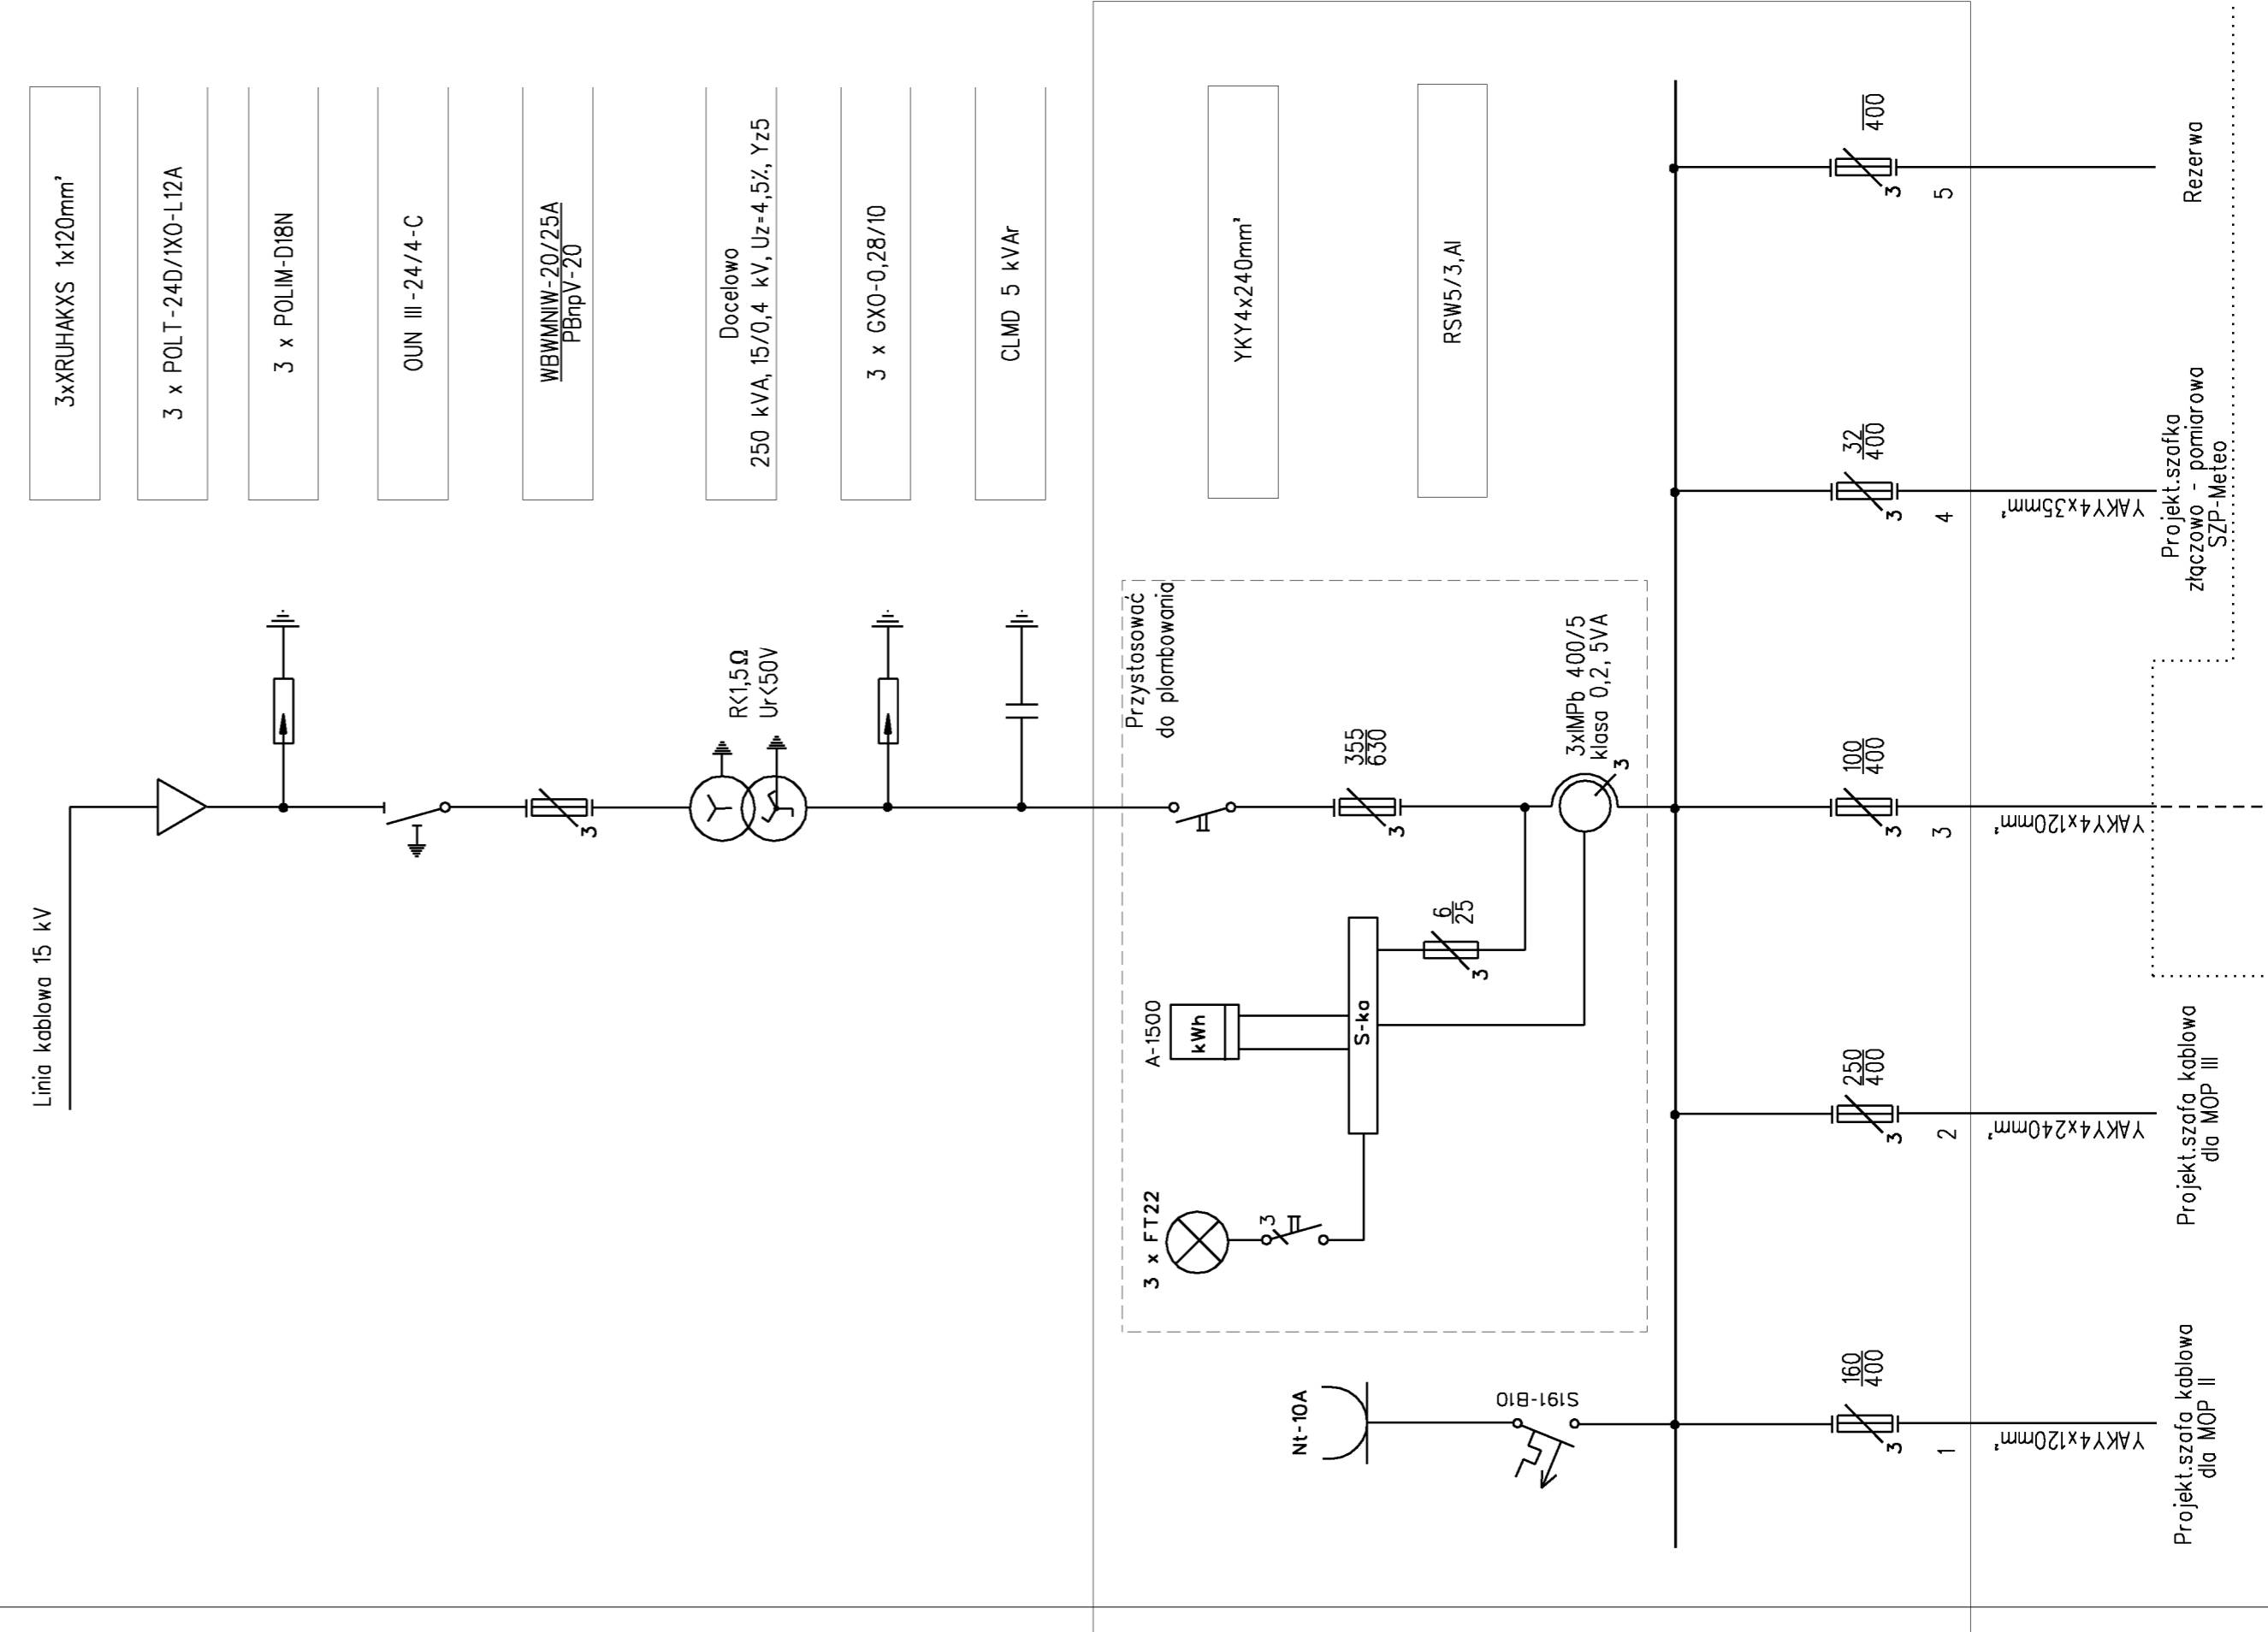 Linia kablowa 15 kV
3xXRUHAKXS 1x120mm²
3 x POLT-24D/1XO-L12A
3 x POLIM-D18N
OUN III-24/4-C
WBWMNIW-20/25A
PBnpV-20
Docelowo
250 kVA, 15/0,4 kV, Uz=4,5%, Yz5
3 x GXO-0,28/10
CLMD 5 kVAr
YKY4x240mm²
RSW5/3,Al
3
R<1,5Ω
Ur<50V
Przystosować
do plombowania
355
630
3
3xIMPb 400/5
klasa 0,2, 5VA
3
6
25
3
A-1500
kWh
S-ka
3 x FT22
3
Nt-10A
S191-B10
160
400
3
1
YAKY4x120mm²
Projekt.szafa kablowa
dla MOP II
250
400
3
2
YAKY4x240mm²
Projekt.szafa kablowa
dla MOP III
100
400
3
3
YAKY4x120mm²
32
400
3
4
YAKY4x35mm²
Projekt.szafka
złączowo - pomiarowa
SZP-Meteo
400
3
5
Rezerwa